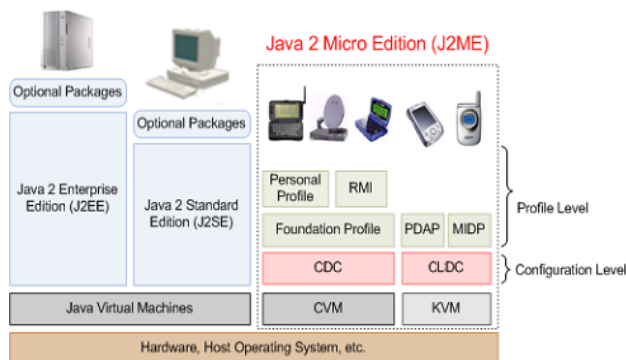 Java 2 Micro Edition (J2ME)
Optional Packages
Optional Packages
Java 2 Enterprise
Edition (J2EE)
Java 2 Standard
Edition (J2SE)
Personal
Profile
RMI
Profile Level
Foundation Profile
PDAP
MIDP
CDC
CLDC
Configuration Level
Java Virtual Machines
CVM
KVM
Hardware, Host Operating System, etc.